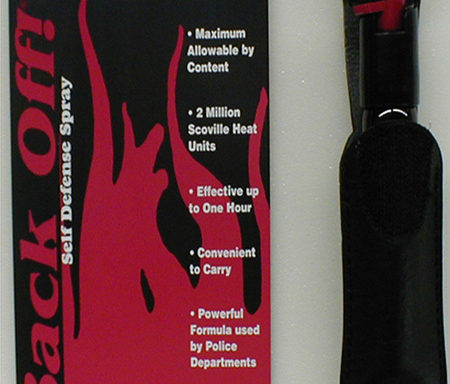 Back Off!
Self Defense Spray
• Maximum
Allowable by
Content
• 2 Million
Scoville Heat
Units
• Effective up
to One Hour
• Convenient
to Carry
• Powerful
Formula used
by Police
Departments